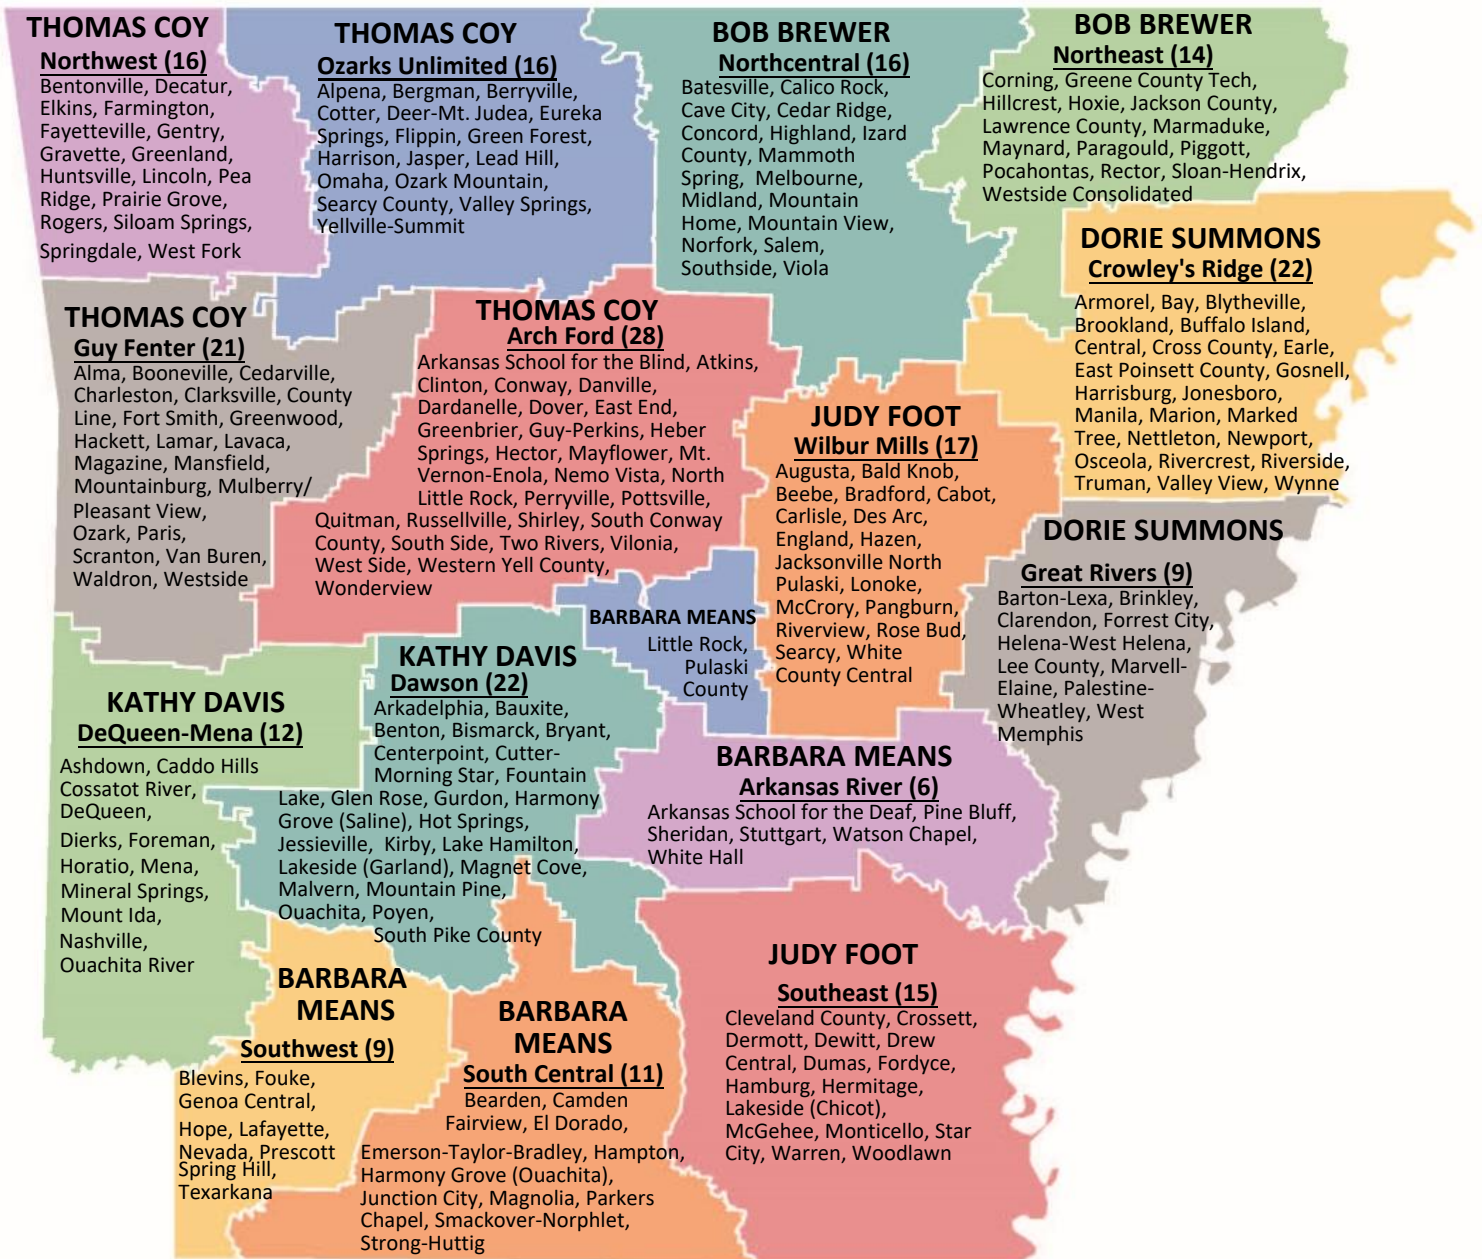 THOMAS COY
Northwest (16)
Bentonville, Decatur,
Elkins, Farmington,
Fayetteville, Gentry,
Gravette, Greenland,
Huntsville, Lincoln, Pea
Ridge, Prairie Grove,
Rogers, Siloam Springs,
Springdale, West Fork
THOMAS COY
Ozarks Unlimited (16)
Alpena, Bergman, Berryville,
Cotter, Deer-Mt. Judea, Eureka
Springs, Flippin, Green Forest,
Harrison, Jasper, Lead Hill,
Omaha, Ozark Mountain,
Searcy County, Valley Springs,
Yellville-Summit
BOB BREWER
Northcentral (16)
Batesville, Calico Rock,
Cave City, Cedar Ridge,
Concord, Highland, Izard
County, Mammoth
Spring, Melbourne,
Midland, Mountain
Home, Mountain View,
Norfork, Salem,
Southside, Viola
BOB BREWER
Northeast (14)
Corning, Greene County Tech,
Hillcrest, Hoxie, Jackson County,
Lawrence County, Marmaduke,
Maynard, Paragould, Piggott,
Pocahontas, Rector, Sloan-Hendrix,
Westside Consolidated
DORIE SUMMONS
Crowley's Ridge (22)
Armorel, Bay, Blytheville,
Brookland, Buffalo Island,
Central, Cross County, Earle,
East Poinsett County, Gosnell,
Harrisburg, Jonesboro,
Manila, Marion, Marked
Tree, Nettleton, Newport,
Osceola, Rivercrest, Riverside,
Truman, Valley View, Wynne
THOMAS COY
Guy Fenter (21)
Alma, Booneville, Cedarville,
Charleston, Clarksville, County
Line, Fort Smith, Greenwood,
Hackett, Lamar, Lavaca,
Magazine, Mansfield,
Mountainburg, Mulberry/
Pleasant View,
Ozark, Paris,
Scranton, Van Buren,
Waldron, Westside
THOMAS COY
Arch Ford (28)
Arkansas School for the Blind, Atkins,
Clinton, Conway, Danville,
Dardanelle, Dover, East End,
Greenbrier, Guy-Perkins, Heber
Springs, Hector, Mayflower, Mt.
Vernon-Enola, Nemo Vista, North
Little Rock, Perryville, Pottsville,
Quitman, Russellville, Shirley, South Conway
County, South Side, Two Rivers, Vilonia,
West Side, Western Yell County,
Wonderview
JUDY FOOT
Wilbur Mills (17)
Augusta, Bald Knob,
Beebe, Bradford, Cabot,
Carlisle, Des Arc,
England, Hazen,
Jacksonville North
Pulaski, Lonoke,
McCrory, Pangburn,
Riverview, Rose Bud,
Searcy, White
County Central
DORIE SUMMONS
Great Rivers (9)
Barton-Lexa, Brinkley,
Clarendon, Forrest City,
Helena-West Helena,
Lee County, Marvell-
Elaine, Palestine-
Wheatley, West
Memphis
BARBARA MEANS
Little Rock,
Pulaski
County
KATHY DAVIS
DeQueen-Mena (12)
Ashdown, Caddo Hills
Cossatot River,
DeQueen,
Dierks, Foreman,
Horatio, Mena,
Mineral Springs,
Mount Ida,
Nashville,
Ouachita River
KATHY DAVIS
Dawson (22)
Arkadelphia, Bauxite,
Benton, Bismarck, Bryant,
Centerpoint, Cutter-
Morning Star, Fountain
Lake, Glen Rose, Gurdon, Harmony
Grove (Saline), Hot Springs,
Jessieville, Kirby, Lake Hamilton,
Lakeside (Garland), Magnet Cove,
Malvern, Mountain Pine,
Ouachita, Poyen,
South Pike County
BARBARA MEANS
Arkansas River (6)
Arkansas School for the Deaf, Pine Bluff,
Sheridan, Stuttgart, Watson Chapel,
White Hall
BARBARA
MEANS
Southwest (9)
Blevins, Fouke,
Genoa Central,
Hope, Lafayette,
Nevada, Prescott
Spring Hill,
Texarkana
BARBARA
MEANS
South Central (11)
Bearden, Camden
Fairview, El Dorado,
Emerson-Taylor-Bradley, Hampton,
Harmony Grove (Ouachita),
Junction City, Magnolia, Parkers
Chapel, Smackover-Norphlet,
Strong-Huttig
JUDY FOOT
Southeast (15)
Cleveland County, Crossett,
Dermott, Dewitt, Drew
Central, Dumas, Fordyce,
Hamburg, Hermitage,
Lakeside (Chicot),
McGehee, Monticello, Star
City, Warren, Woodlawn